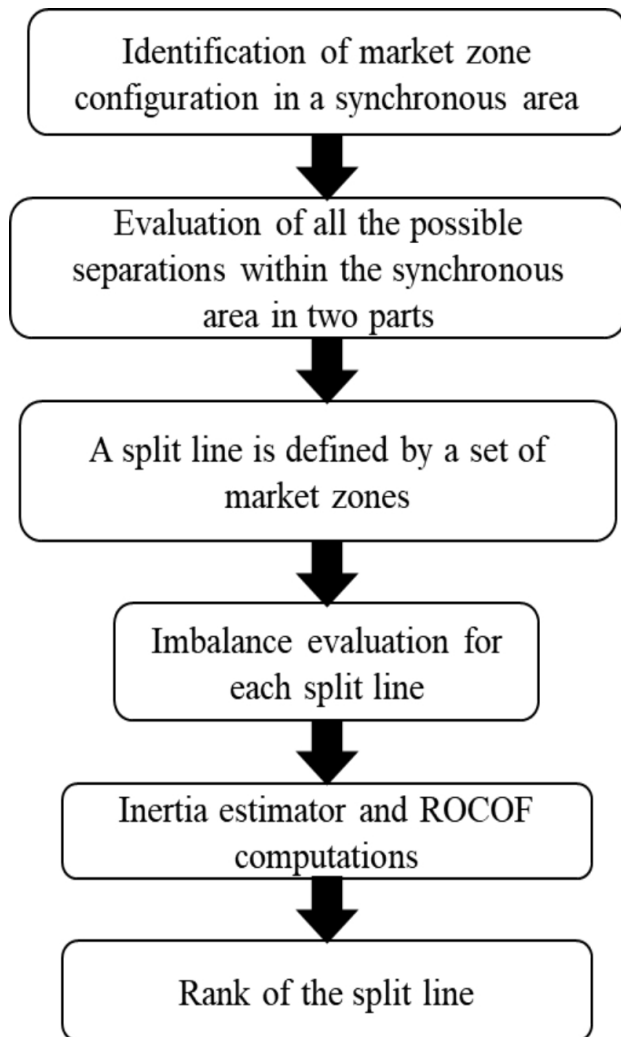 Identification of market zone
configuration in a synchronous area
Evaluation of all the possible
separations within the synchronous
area in two parts
A split line is defined by a set of
market zones
Imbalance evaluation for
each split line
Inertia estimator and ROCOF
computations
Rank of the split line